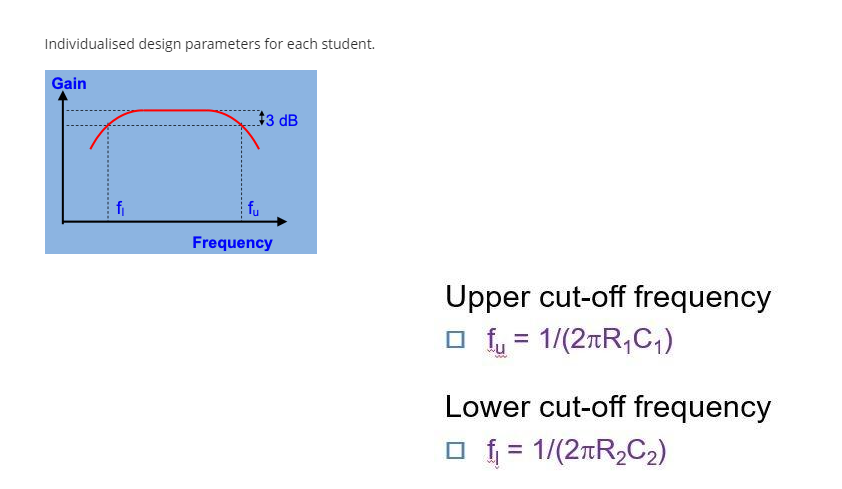 Individualised design parameters for each student.
Gain
3 dB
fl
fu
Frequency
Upper cut-off frequency
fu = 1/(2πR1C1)
Lower cut-off frequency
fl = 1/(2πR2C2)